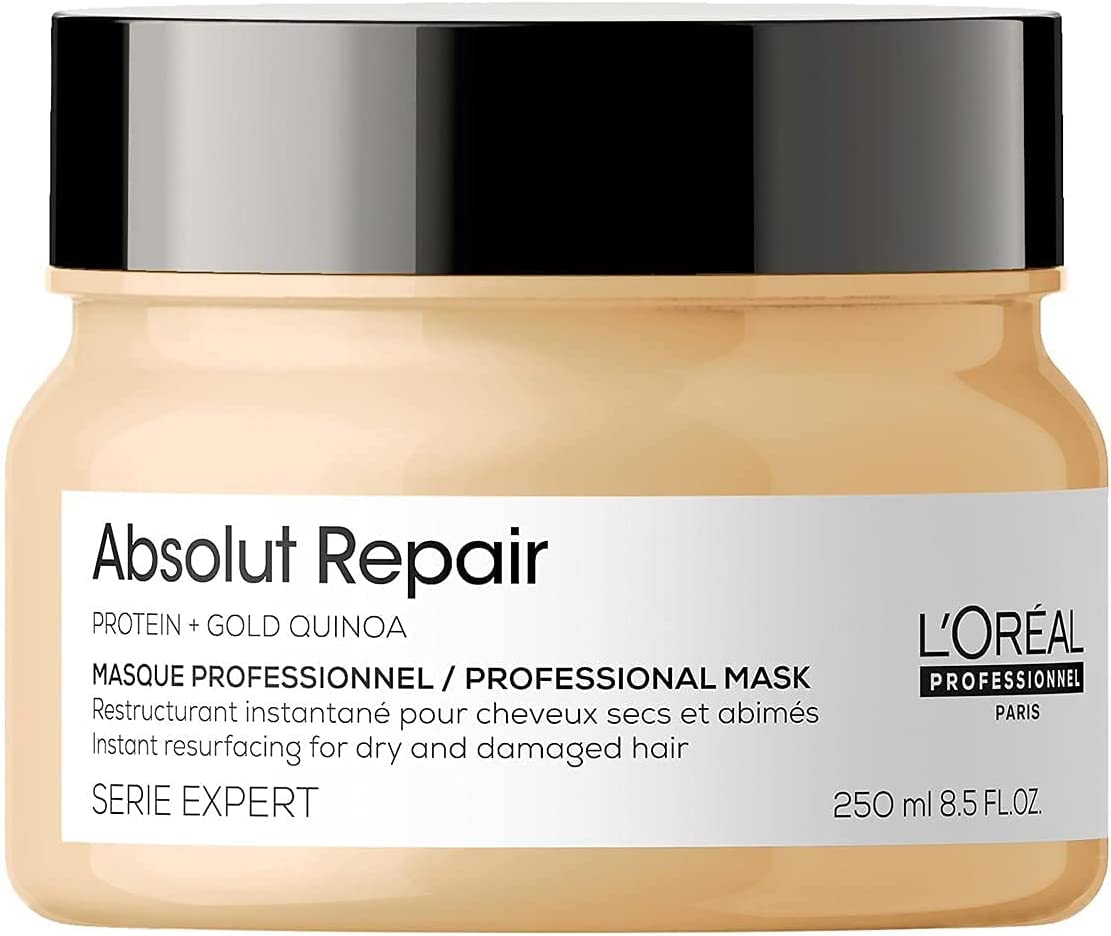 Absolut Repair
PROTEIN + GOLD QUINOA
MASQUE PROFESSIONNEL / PROFESSIONAL MASK
Restructurant instantané pour cheveux secs et abimés
Instant resurfacing for dry and damaged hair
SERIE EXPERT
L'ORÉAL
PROFESSIONNEL
PARIS
250 ml 8.5 FL.OZ.